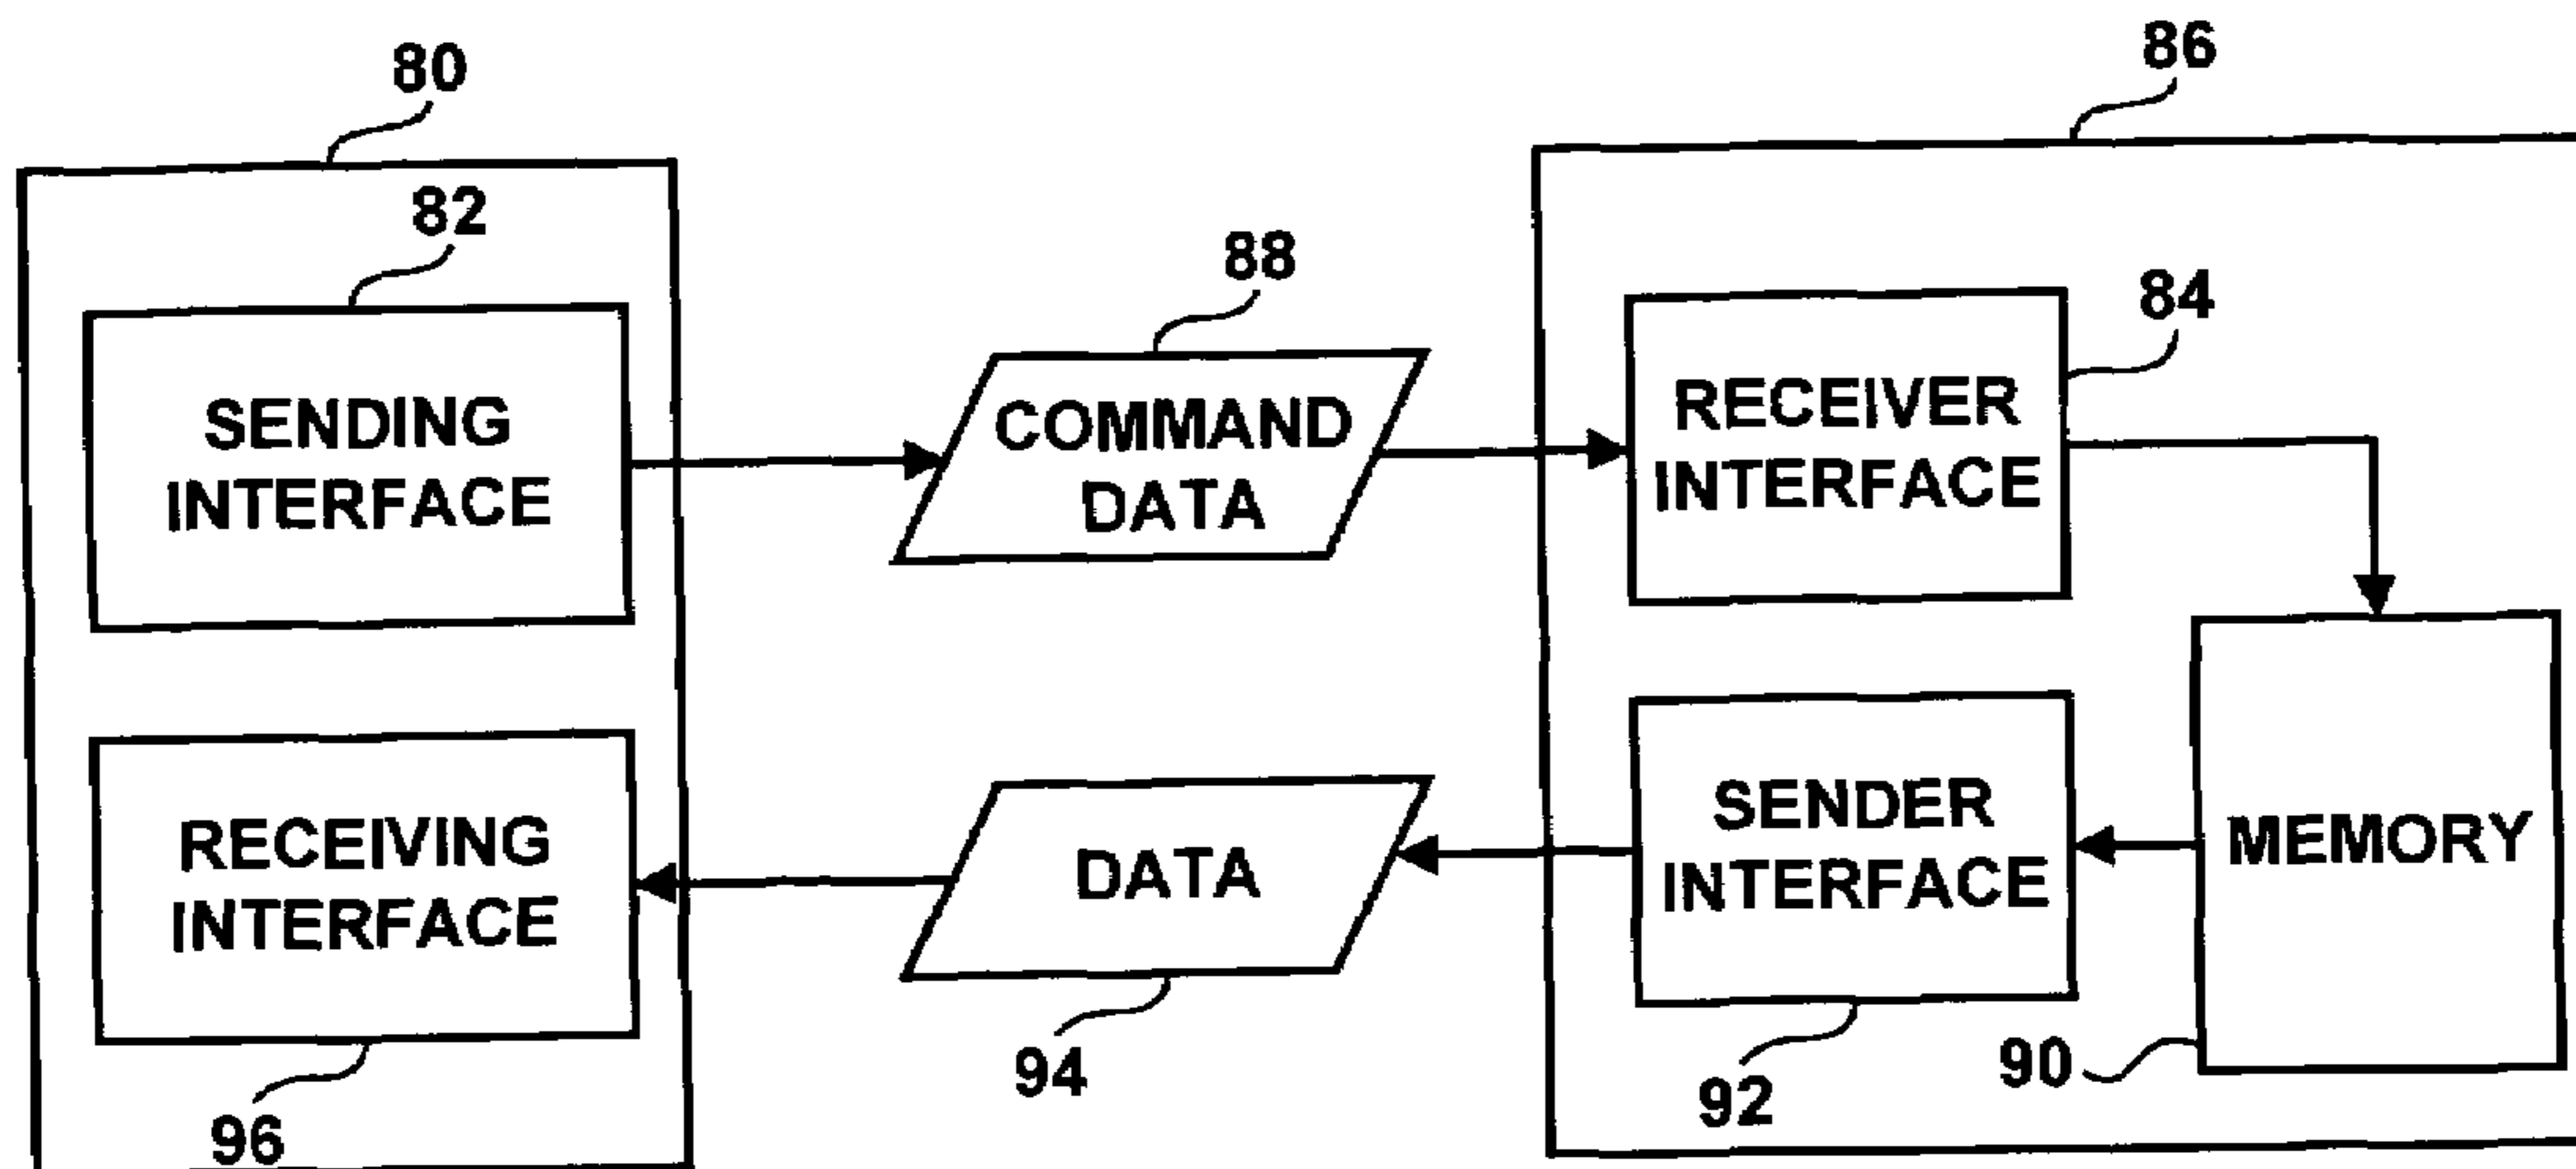 80
86
82
88
84
SENDING
INTERFACE
COMMAND
DATA
RECEIVER
INTERFACE
RECEIVING
INTERFACE
DATA
SENDER
INTERFACE
MEMORY
96
94
92
90